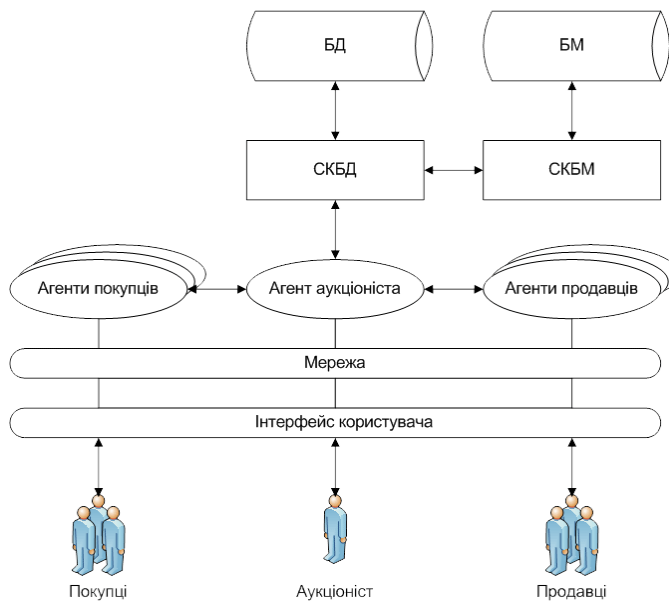 БД
БМ
СКБД
СКБМ
Агенти покупців
Агент аукціоніста
Агенти продавців
Мережа
Інтерфейс користувача
Покупці
Аукціоніст
Продавці